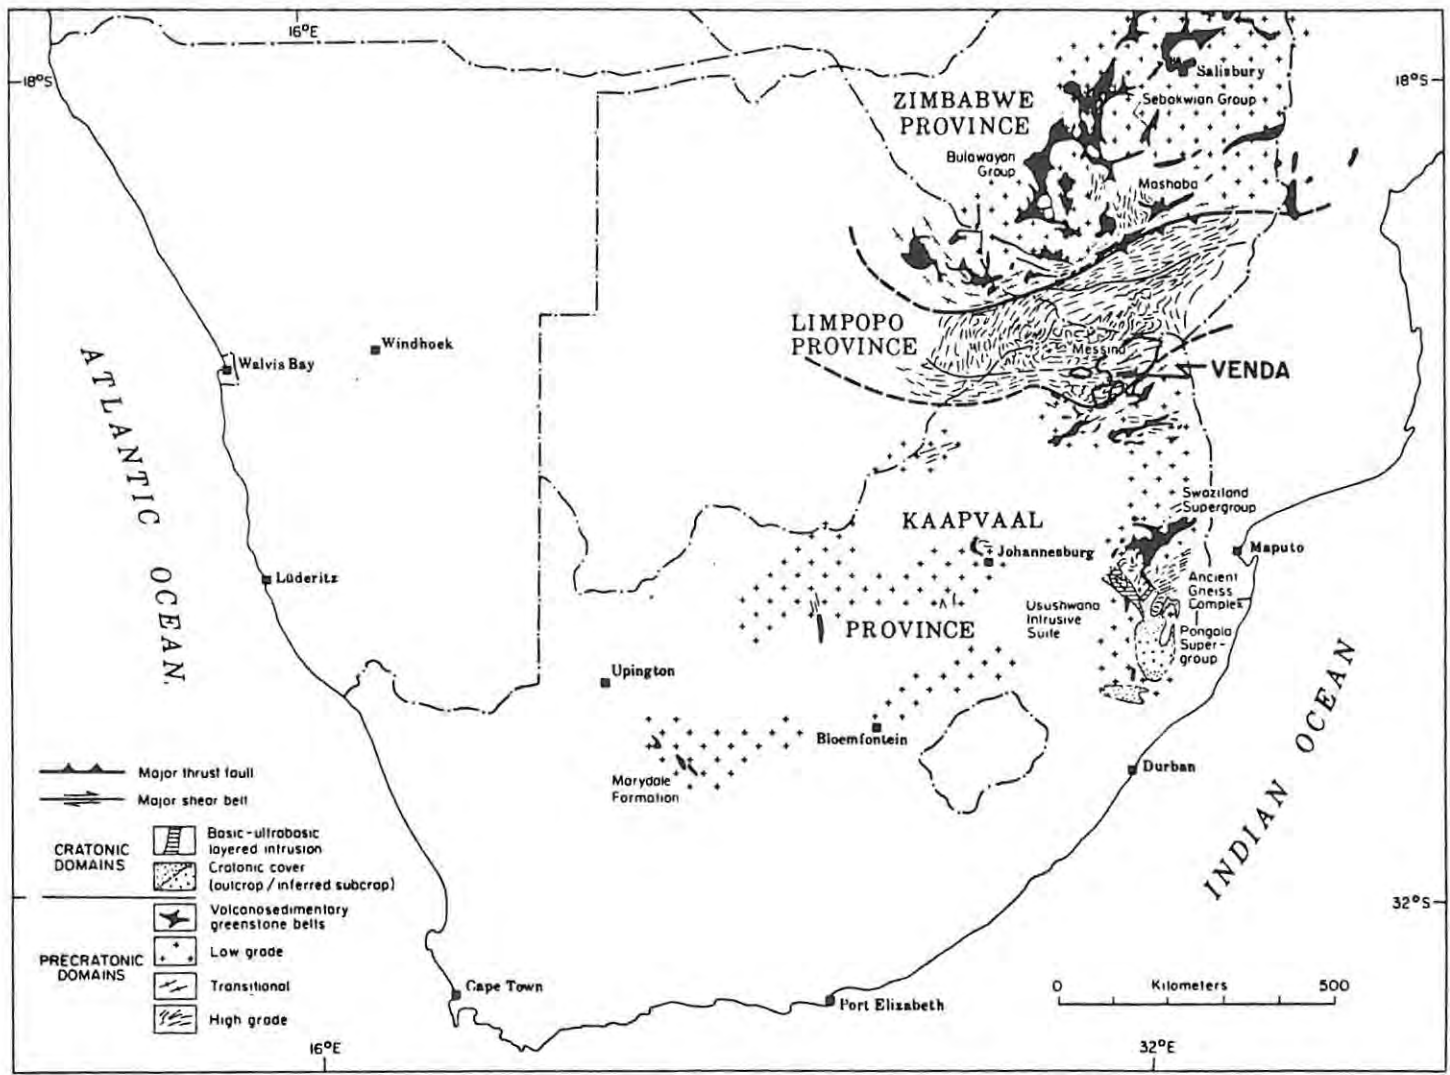 16°E
18°S
18°S
Salisbury
ZIMBABWE
PROVINCE
Sebakwian Group
Bulawayan
Group
Mashaba
LIMPOPO
PROVINCE
Messina
VENDA
Windhoek
Walvis Bay
ATLANTIC OCEAN
Swaziland
Supergroup
KAAPVAAL
Johannesburg
Maputo
Lüderitz
Ancient
Gneiss
Complex
Usushwana
Intrusive
Suite
PROVINCE
Pongola
Super-
group
Upington
Bloemfontein
Marydale
Formation
Durban
INDIAN OCEAN
Major thrust fault
Major shear belt
CRATONIC
DOMAINS
Basic-ultrabasic
layered intrusion
Cratonic cover
(outcrop / inferred subcrop)
PRECRATONIC
DOMAINS
Volcanosedimentary
greenstone belts
Low grade
Transitional
High grade
32°S
Cape Town
Port Elizabeth
0 Kilometers 500
16°E
32°E